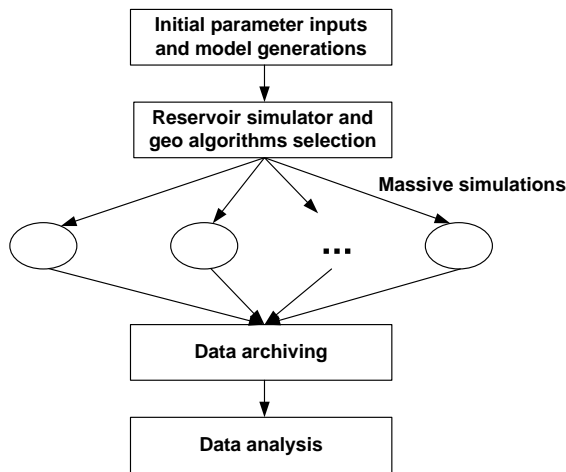 Initial parameter inputs
and model generations
Reservoir simulator and
geo algorithms selection
Massive simulations
...
Data archiving
Data analysis